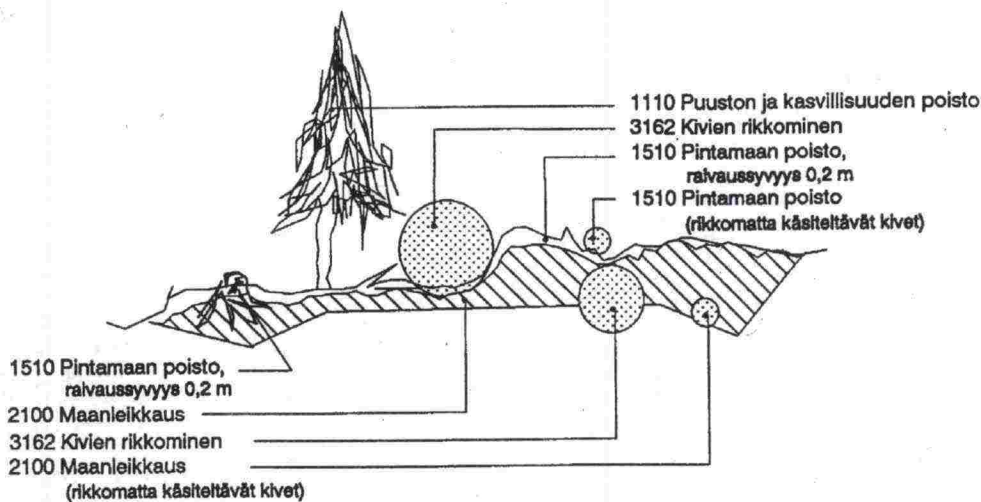 1110 Puuston ja kasvillisuuden poisto
3162 Kivien rikkominen
1510 Pintamaan poisto,
raivaussyvyys 0,2 m
1510 Pintamaan poisto
(rikkomatta käsiteltävät kivet)
1510 Pintamaan poisto,
raivaussyvyys 0,2 m
2100 Maanleikkaus
3162 Kivien rikkominen
2100 Maanleikkaus
(rikkomatta käsiteltävät kivet)